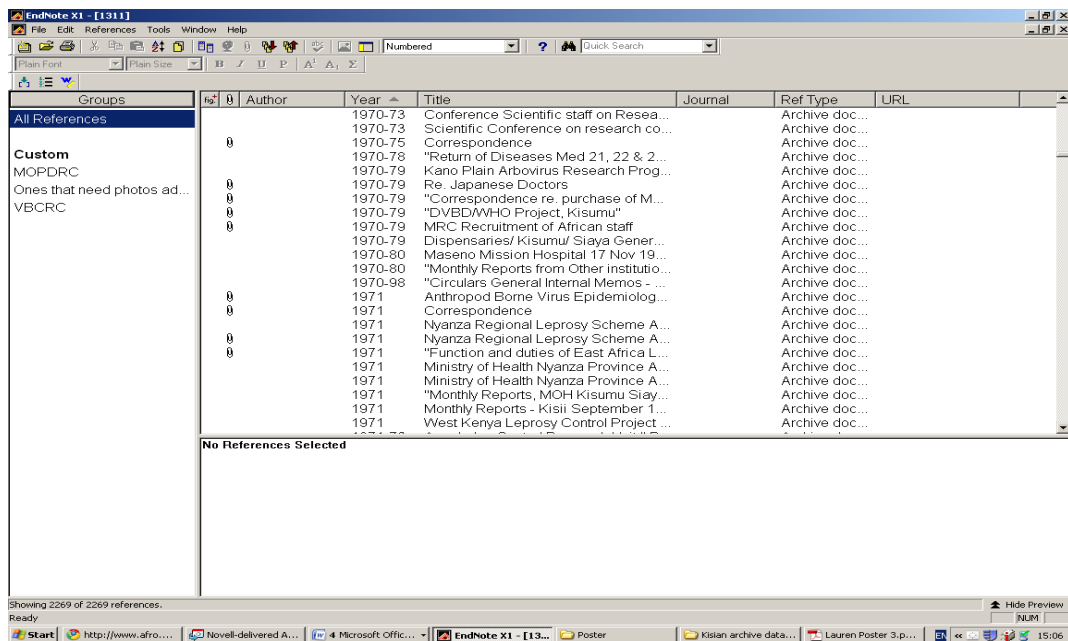 EndNote X1 - [1311]
File Edit References Tools Window Help
Numbered
? Quick Search
Plain Font Plain Size B I U P A¹ A₁ Σ
Groups
All References
Custom
MOPDRC
Ones that need photos ad...
VBCRC
Author Year Title Journal Ref Type URL
1970-73 Conference Scientific staff on Resea... Archive doc...
1970-73 Scientific Conference on research co... Archive doc...
1970-75 Correspondence Archive doc...
1970-78 "Return of Diseases Med 21, 22 & 2... Archive doc...
1970-79 Kano Plain Arbovirus Research Prog... Archive doc...
1970-79 Re. Japanese Doctors Archive doc...
1970-79 "Correspondence re. purchase of M... Archive doc...
1970-79 "DVBD/WHO Project, Kisumu" Archive doc...
1970-79 MRC Recruitment of African staff Archive doc...
1970-79 Dispensaries/ Kisumu/ Siaya Gener... Archive doc...
1970-80 Maseno Mission Hospital 17 Nov 19... Archive doc...
1970-80 "Monthly Reports from Other institutio... Archive doc...
1970-98 "Circulars General Internal Memos - ... Archive doc...
1971 Anthropod Borne Virus Epidemiolog... Archive doc...
1971 Correspondence Archive doc...
1971 Nyanza Regional Leprosy Scheme A... Archive doc...
1971 Nyanza Regional Leprosy Scheme A... Archive doc...
1971 "Function and duties of East Africa L... Archive doc...
1971 Ministry of Health Nyanza Province A... Archive doc...
1971 Ministry of Health Nyanza Province A... Archive doc...
1971 "Monthly Reports, MOH Kisumu Siay... Archive doc...
1971 Monthly Reports - Kisii September 1... Archive doc...
1971 West Kenya Leprosy Control Project ... Archive doc...
No References Selected
Showing 2269 of 2269 references.
Hide Preview
Ready
NUM
Start http://www.afro.... Novell-delivered A... 4 Microsoft Offic... EndNote X1 - [13... Poster Kisian archive data... Lauren Poster 3.p... EN « 15:06